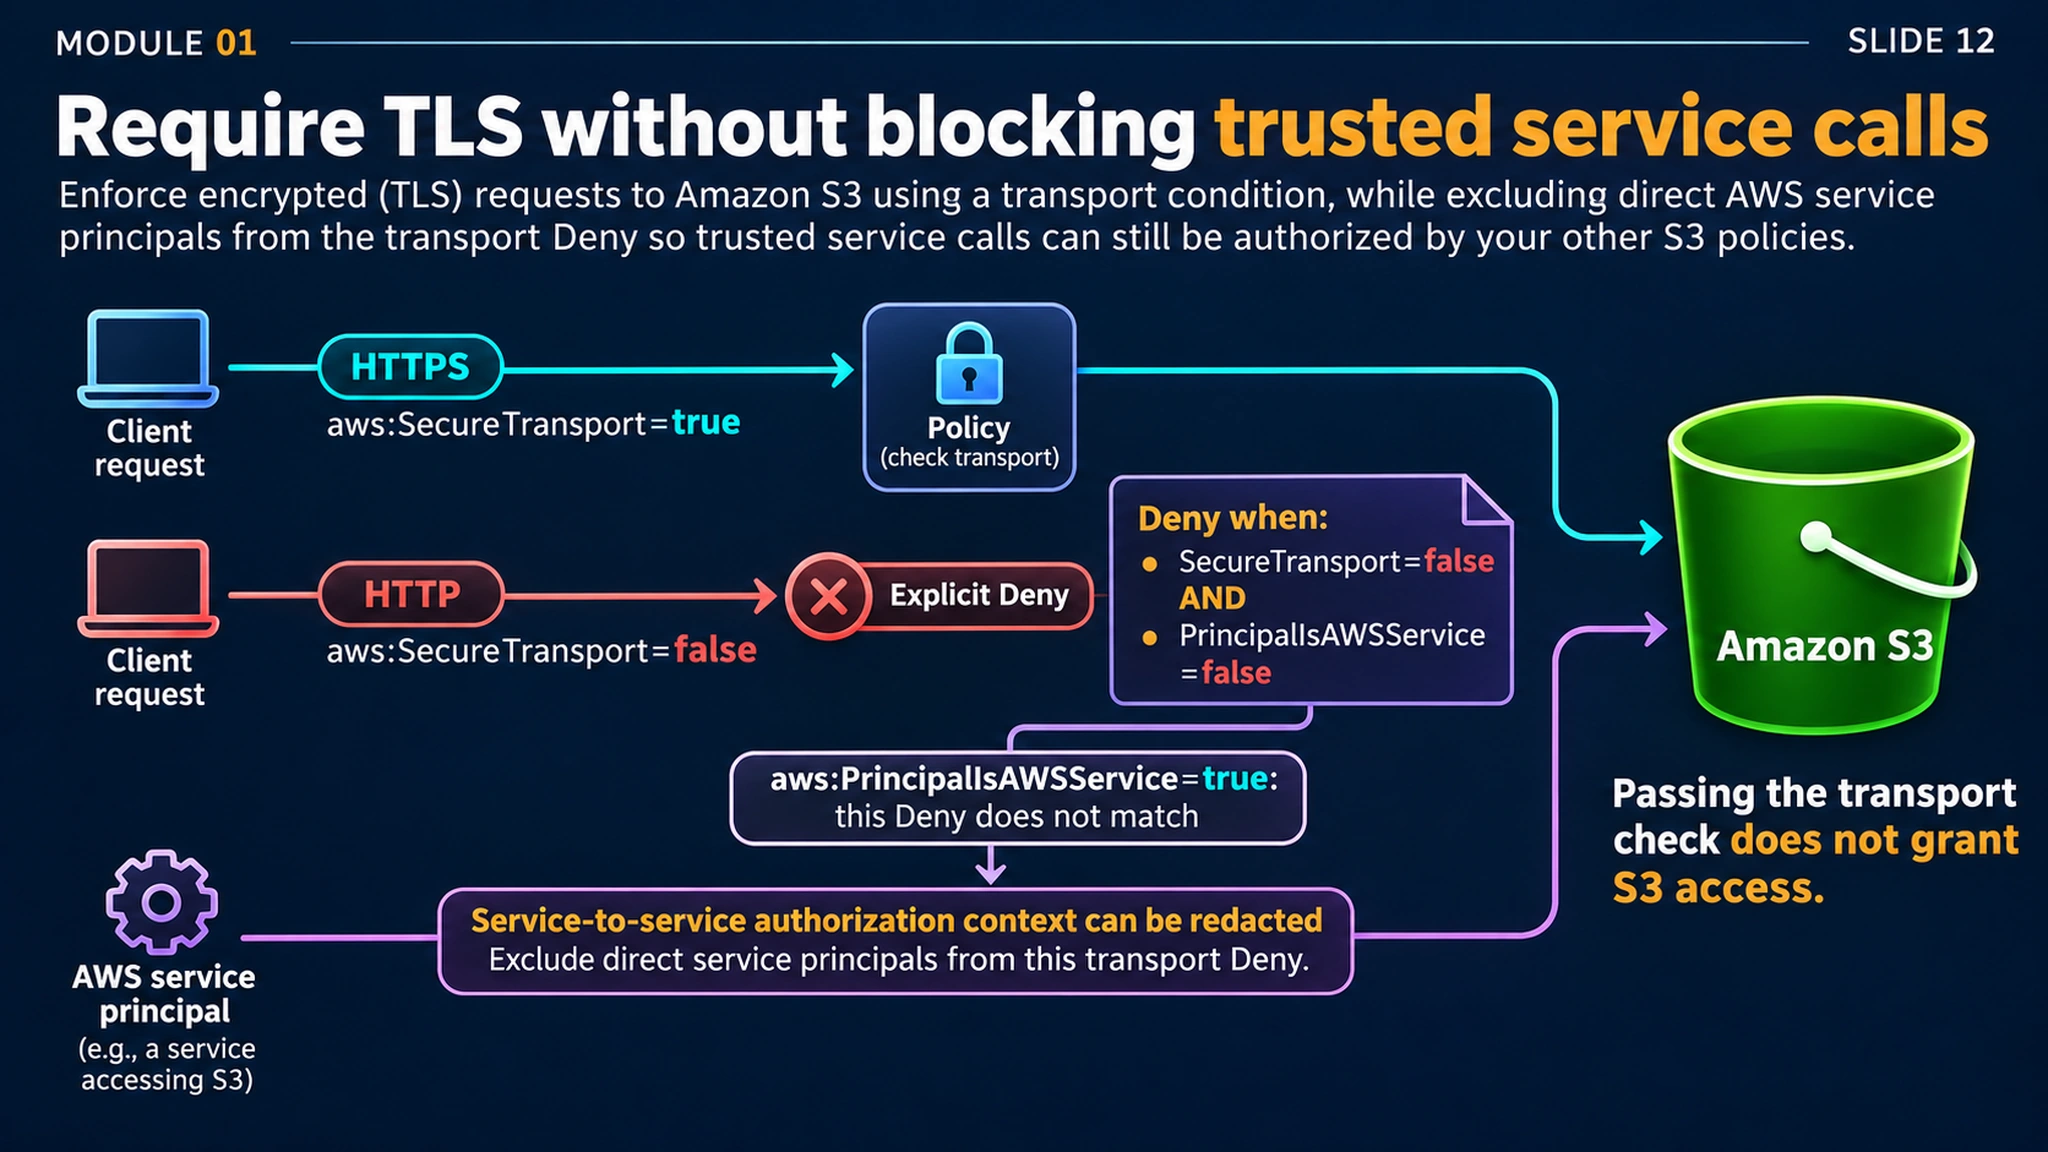 MODULE 01
SLIDE 12
Require TLS without blocking trusted service calls
Enforce encrypted (TLS) requests to Amazon S3 using a transport condition, while excluding direct AWS service
principals from the transport Deny so trusted service calls can still be authorized by your other S3 policies.
Client
request
HTTPS
aws:SecureTransport=true
Policy
(check transport)
Client
request
HTTP
aws:SecureTransport=false
Explicit Deny
Deny when:
• SecureTransport=false
AND
• PrincipalIsAWSService
=false
Amazon S3
aws:PrincipalIsAWSService=true:
this Deny does not match
Passing the transport
check does not grant
S3 access.
AWS service
principal
(e.g., a service
accessing S3)
Service-to-service authorization context can be redacted
Exclude direct service principals from this transport Deny.